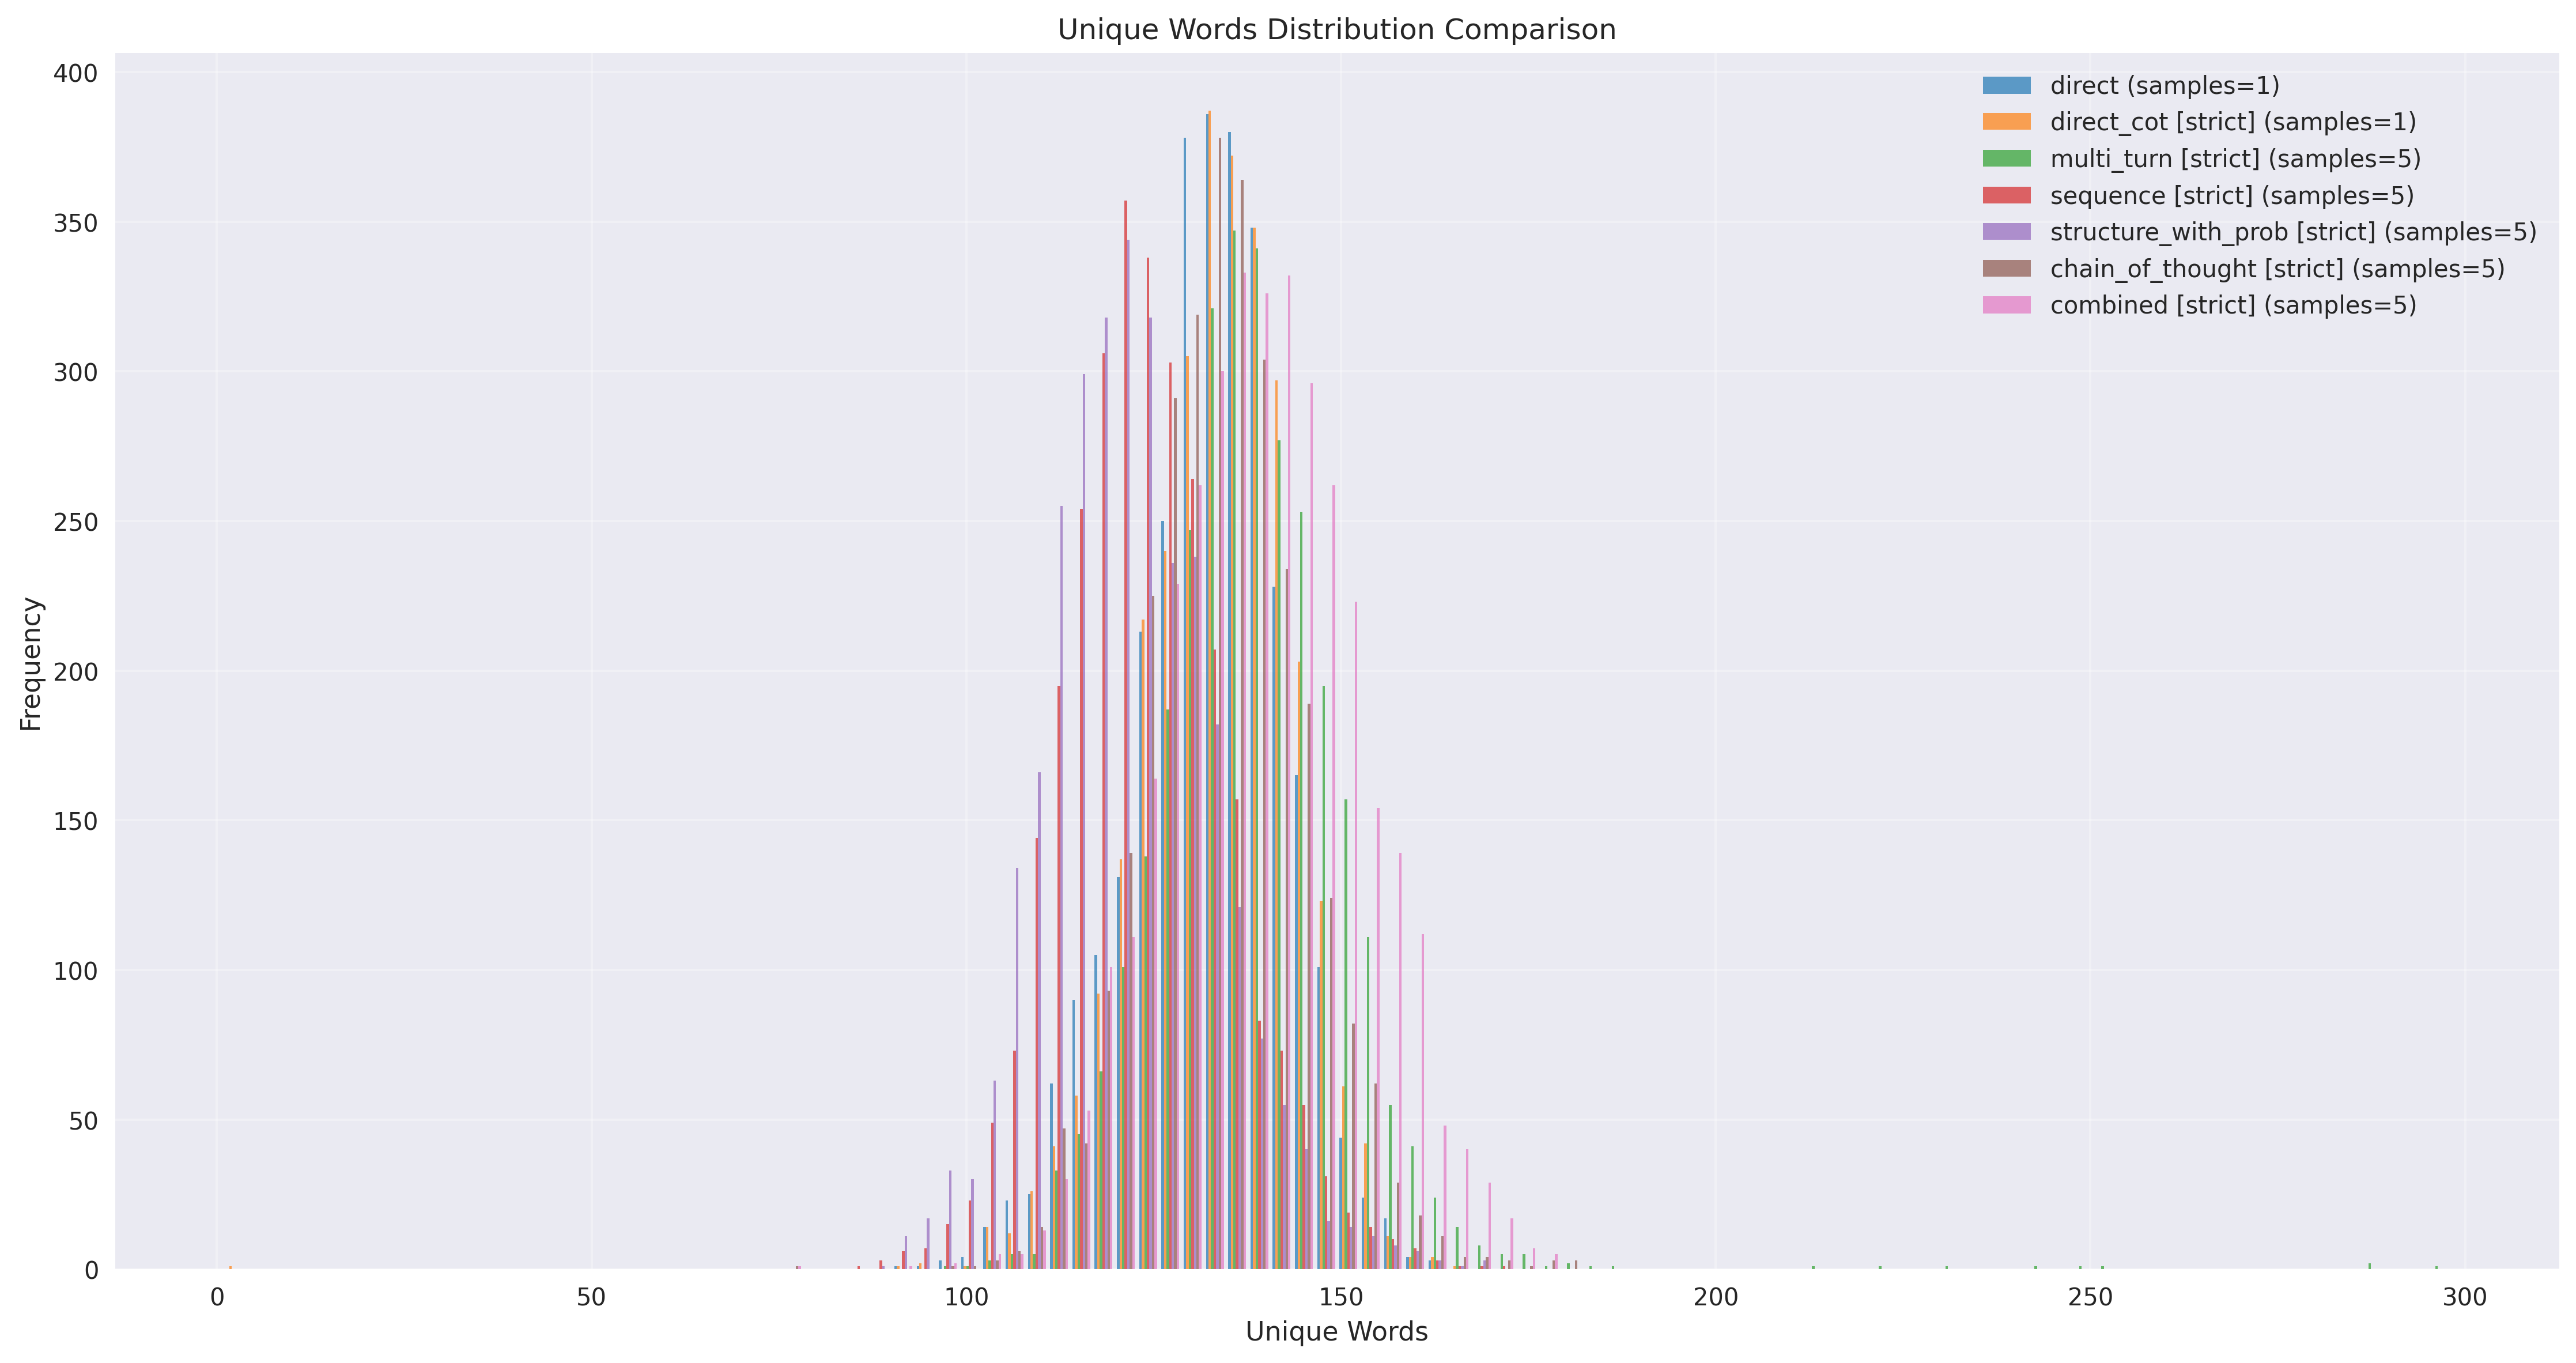 Unique Words Distribution Comparison
direct (samples=1)
direct_cot [strict] (samples=1)
multi_turn [strict] (samples=5)
sequence [strict] (samples=5)
structure_with_prob [strict] (samples=5)
chain_of_thought [strict] (samples=5)
combined [strict] (samples=5)
Frequency
400
350
300
250
200
150
100
50
0
0 50 100 150 200 250 300
Unique Words